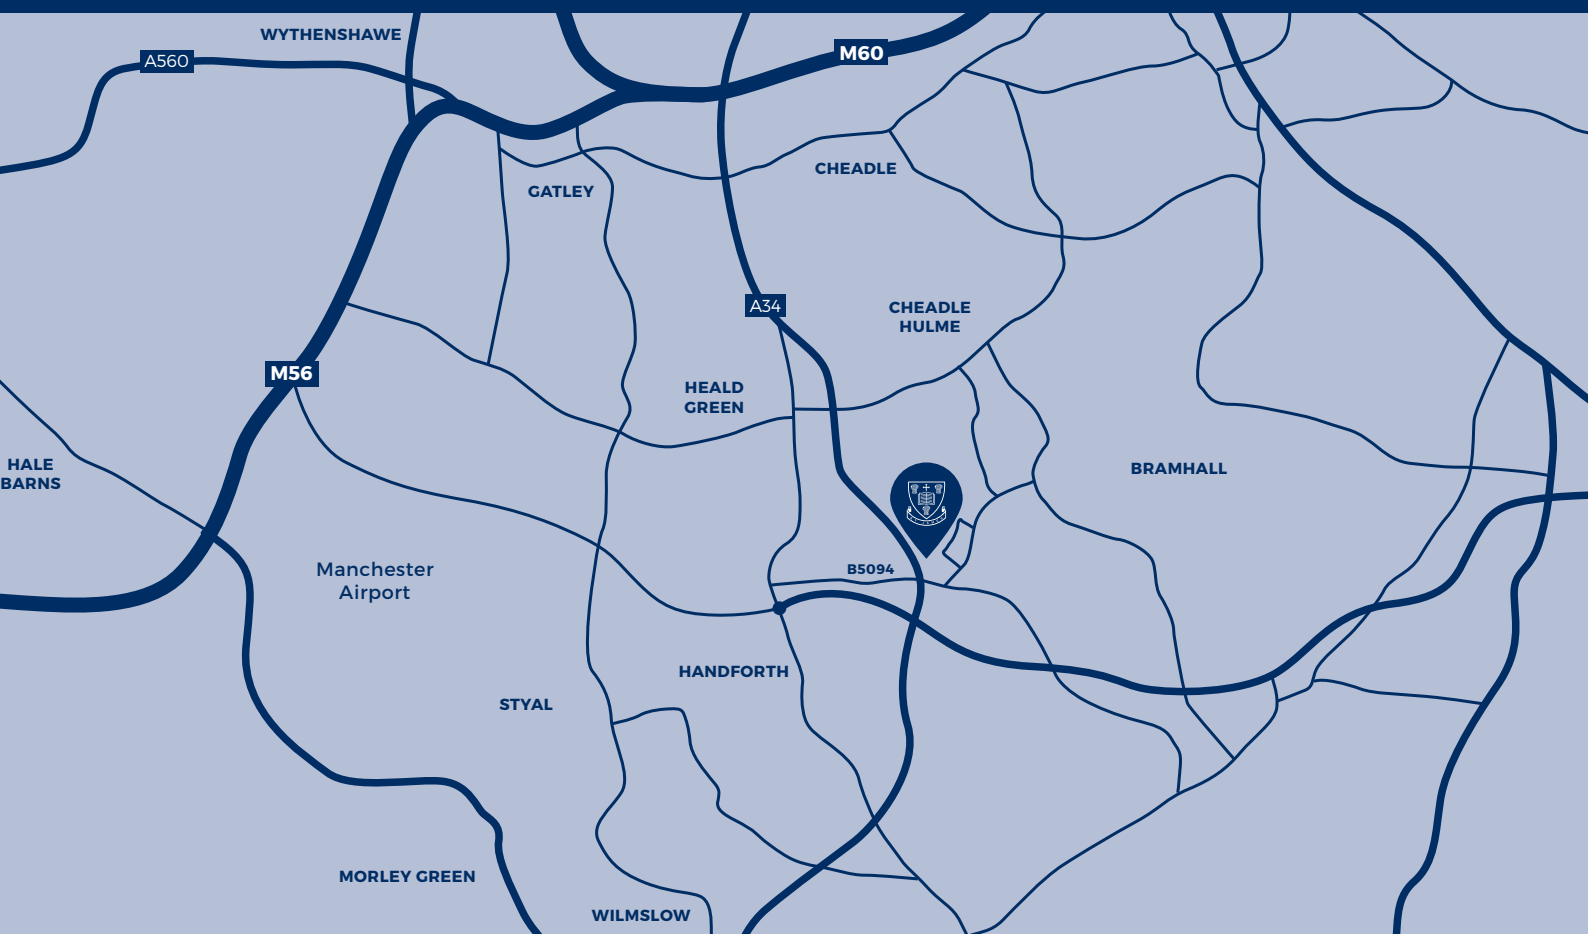 WYTHENSHAWE
A560
M60
CHEADLE
GATLEY
A34
CHEADLE
HULME
M56
HEALD
GREEN
HALE
BARNS
BRAMHALL
Manchester
Airport
B5094
HANDFORTH
STYAL
MORLEY GREEN
WILMSLOW